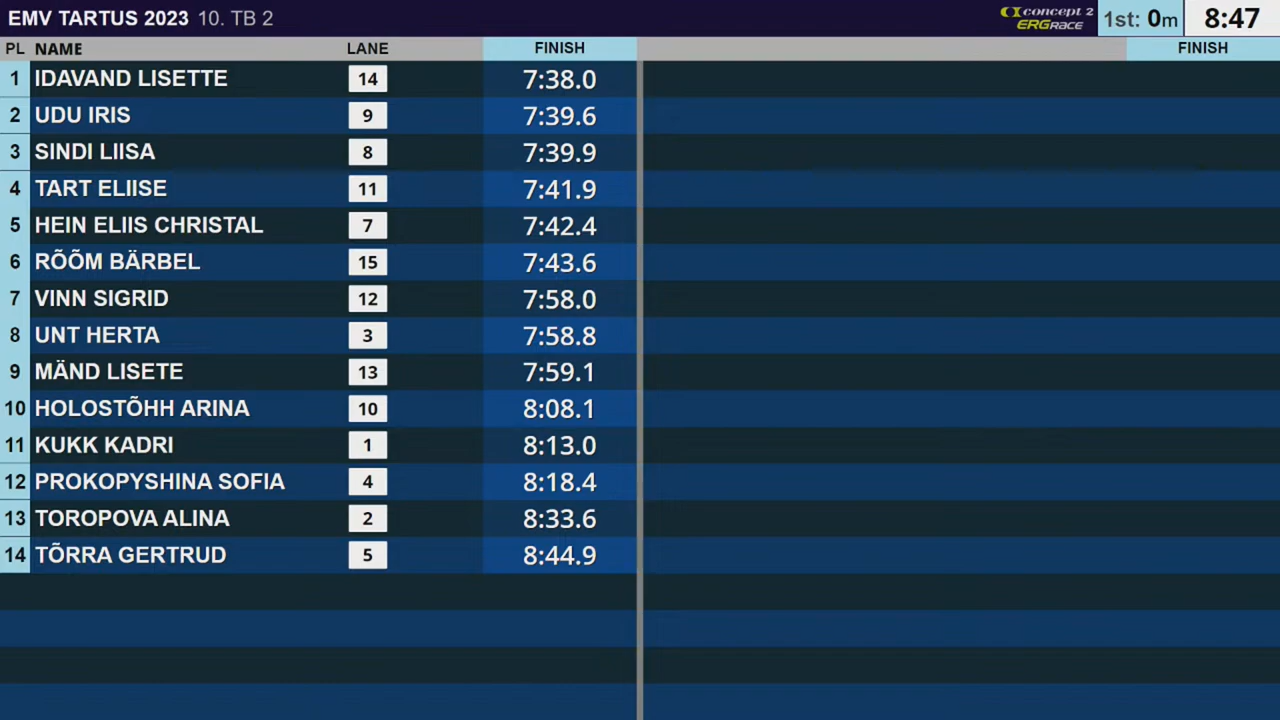 EMV TARTUS 2023 10. TB 2
concept 2
ERGRACE
1st: 0m
8:47
PL NAME LANE FINISH FINISH
1 IDAVAND LISETTE 14 7:38.0
2 UDU IRIS 9 7:39.6
3 SINDI LIISA 8 7:39.9
4 TART ELIISE 11 7:41.9
5 HEIN ELIIS CHRISTAL 7 7:42.4
6 RÕÕM BÄRBEL 15 7:43.6
7 VINN SIGRID 12 7:58.0
8 UNT HERTA 3 7:58.8
9 MÄND LISETE 13 7:59.1
10 HOLOSTÕHH ARINA 10 8:08.1
11 KUKK KADRI 1 8:13.0
12 PROKOPYSHINA SOFIA 4 8:18.4
13 TOROPOVA ALINA 2 8:33.6
14 TÕRRA GERTRUD 5 8:44.9